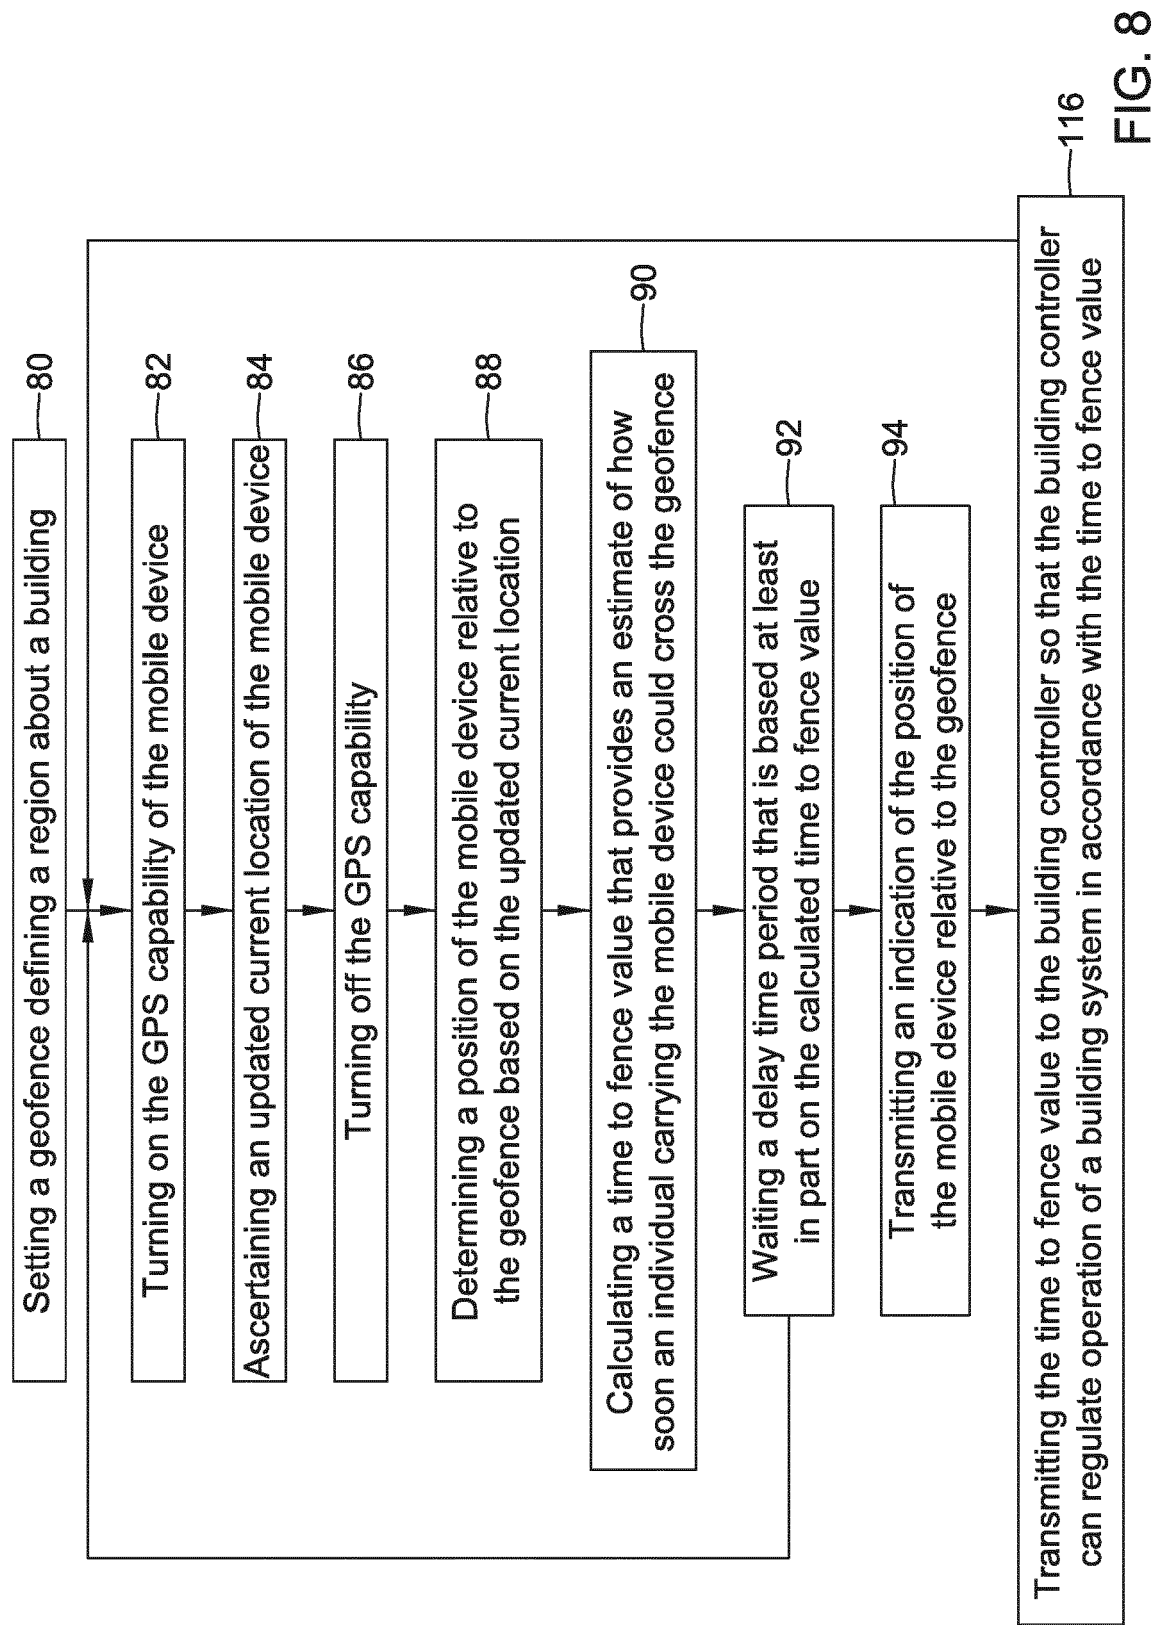 Setting a geofence defining a region about a building
80
Turning on the GPS capability of the mobile device
82
Ascertaining an updated current location of the mobile device
84
Turning off the GPS capability
86
Determining a position of the mobile device relative to
the geofence based on the updated current location
88
Calculating a time to fence value that provides an estimate of how
soon an individual carrying the mobile device could cross the geofence
90
Waiting a delay time period that is based at least
in part on the calculated time to fence value
92
Transmitting an indication of the position of
the mobile device relative to the geofence
94
Transmitting the time to fence value to the building controller so that the building controller
can regulate operation of a building system in accordance with the time to fence value
116
FIG. 8